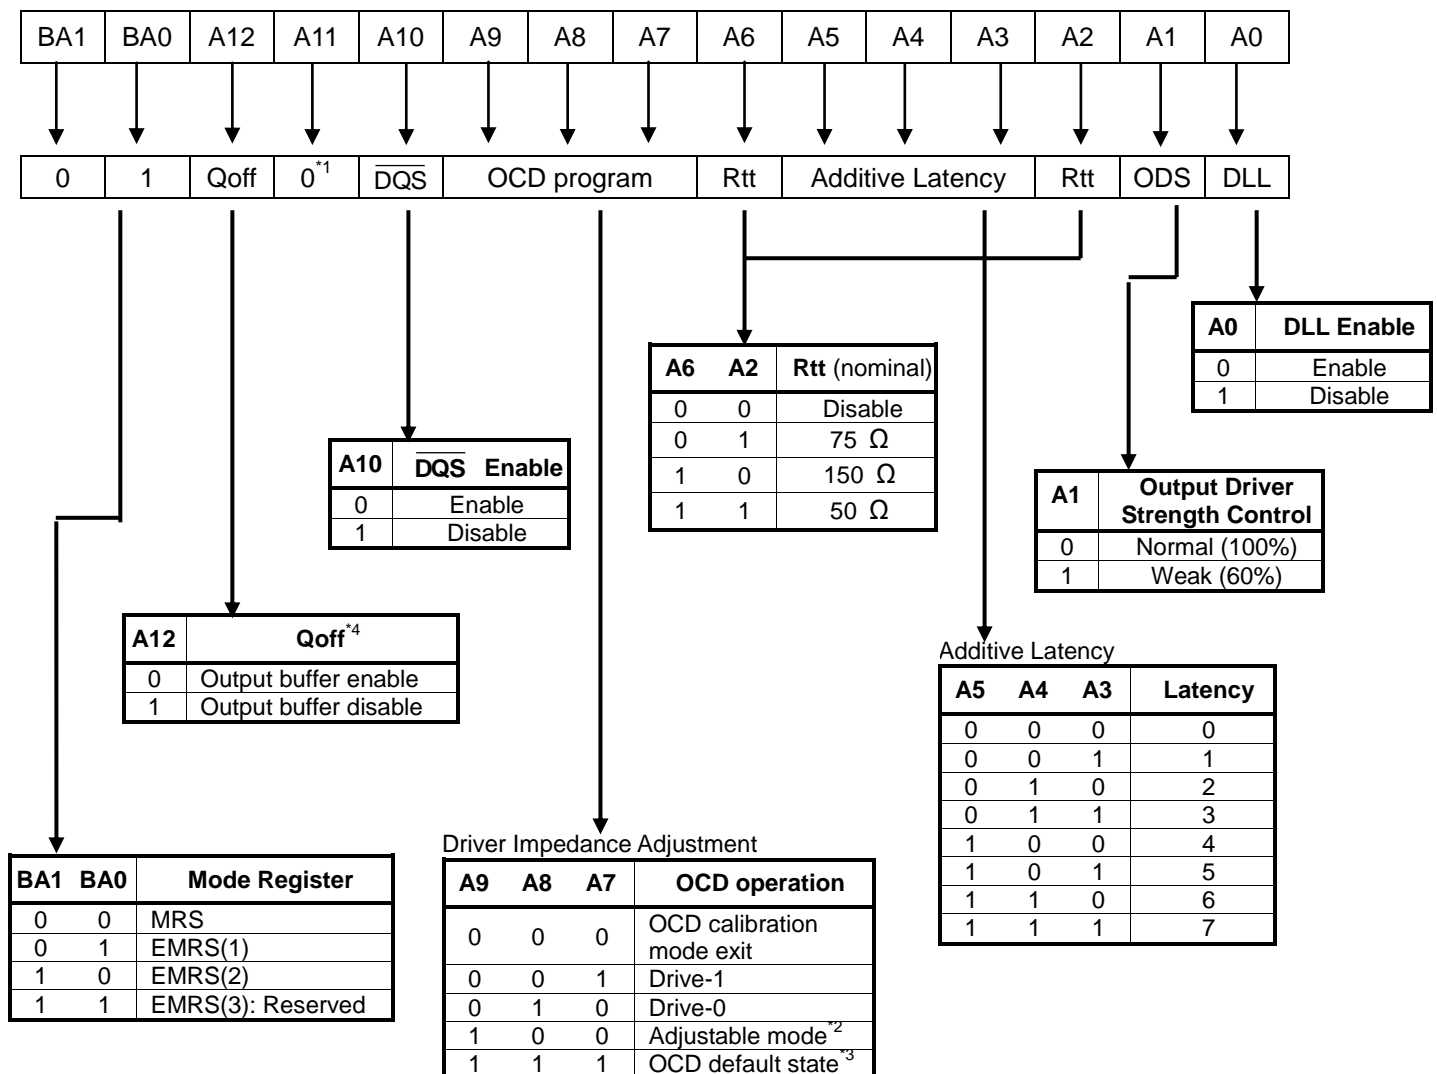 BA1 BA0 A12 A11 A10 A9 A8 A7 A6 A5 A4 A3 A2 A1 A0
0 1 Qoff 0*1 DQS OCD program Rtt Additive Latency Rtt ODS DLL
A0 DLL Enable
0 Enable
1 Disable
A6 A2 Rtt (nominal)
0 0 Disable
0 1 75 Ω
1 0 150 Ω
1 1 50 Ω
A10 DQS Enable
0 Enable
1 Disable
A1 Output Driver
Strength Control
0 Normal (100%)
1 Weak (60%)
A12 Qoff*4
0 Output buffer enable
1 Output buffer disable
Additive Latency
A5 A4 A3 Latency
0 0 0 0
0 0 1 1
0 1 0 2
0 1 1 3
1 0 0 4
1 0 1 5
1 1 0 6
1 1 1 7
BA1 BA0 Mode Register
0 0 MRS
0 1 EMRS(1)
1 0 EMRS(2)
1 1 EMRS(3): Reserved
Driver Impedance Adjustment
A9 A8 A7 OCD operation
0 0 0 OCD calibration
mode exit
0 0 1 Drive-1
0 1 0 Drive-0
1 0 0 Adjustable mode*2
1 1 1 OCD default state*3